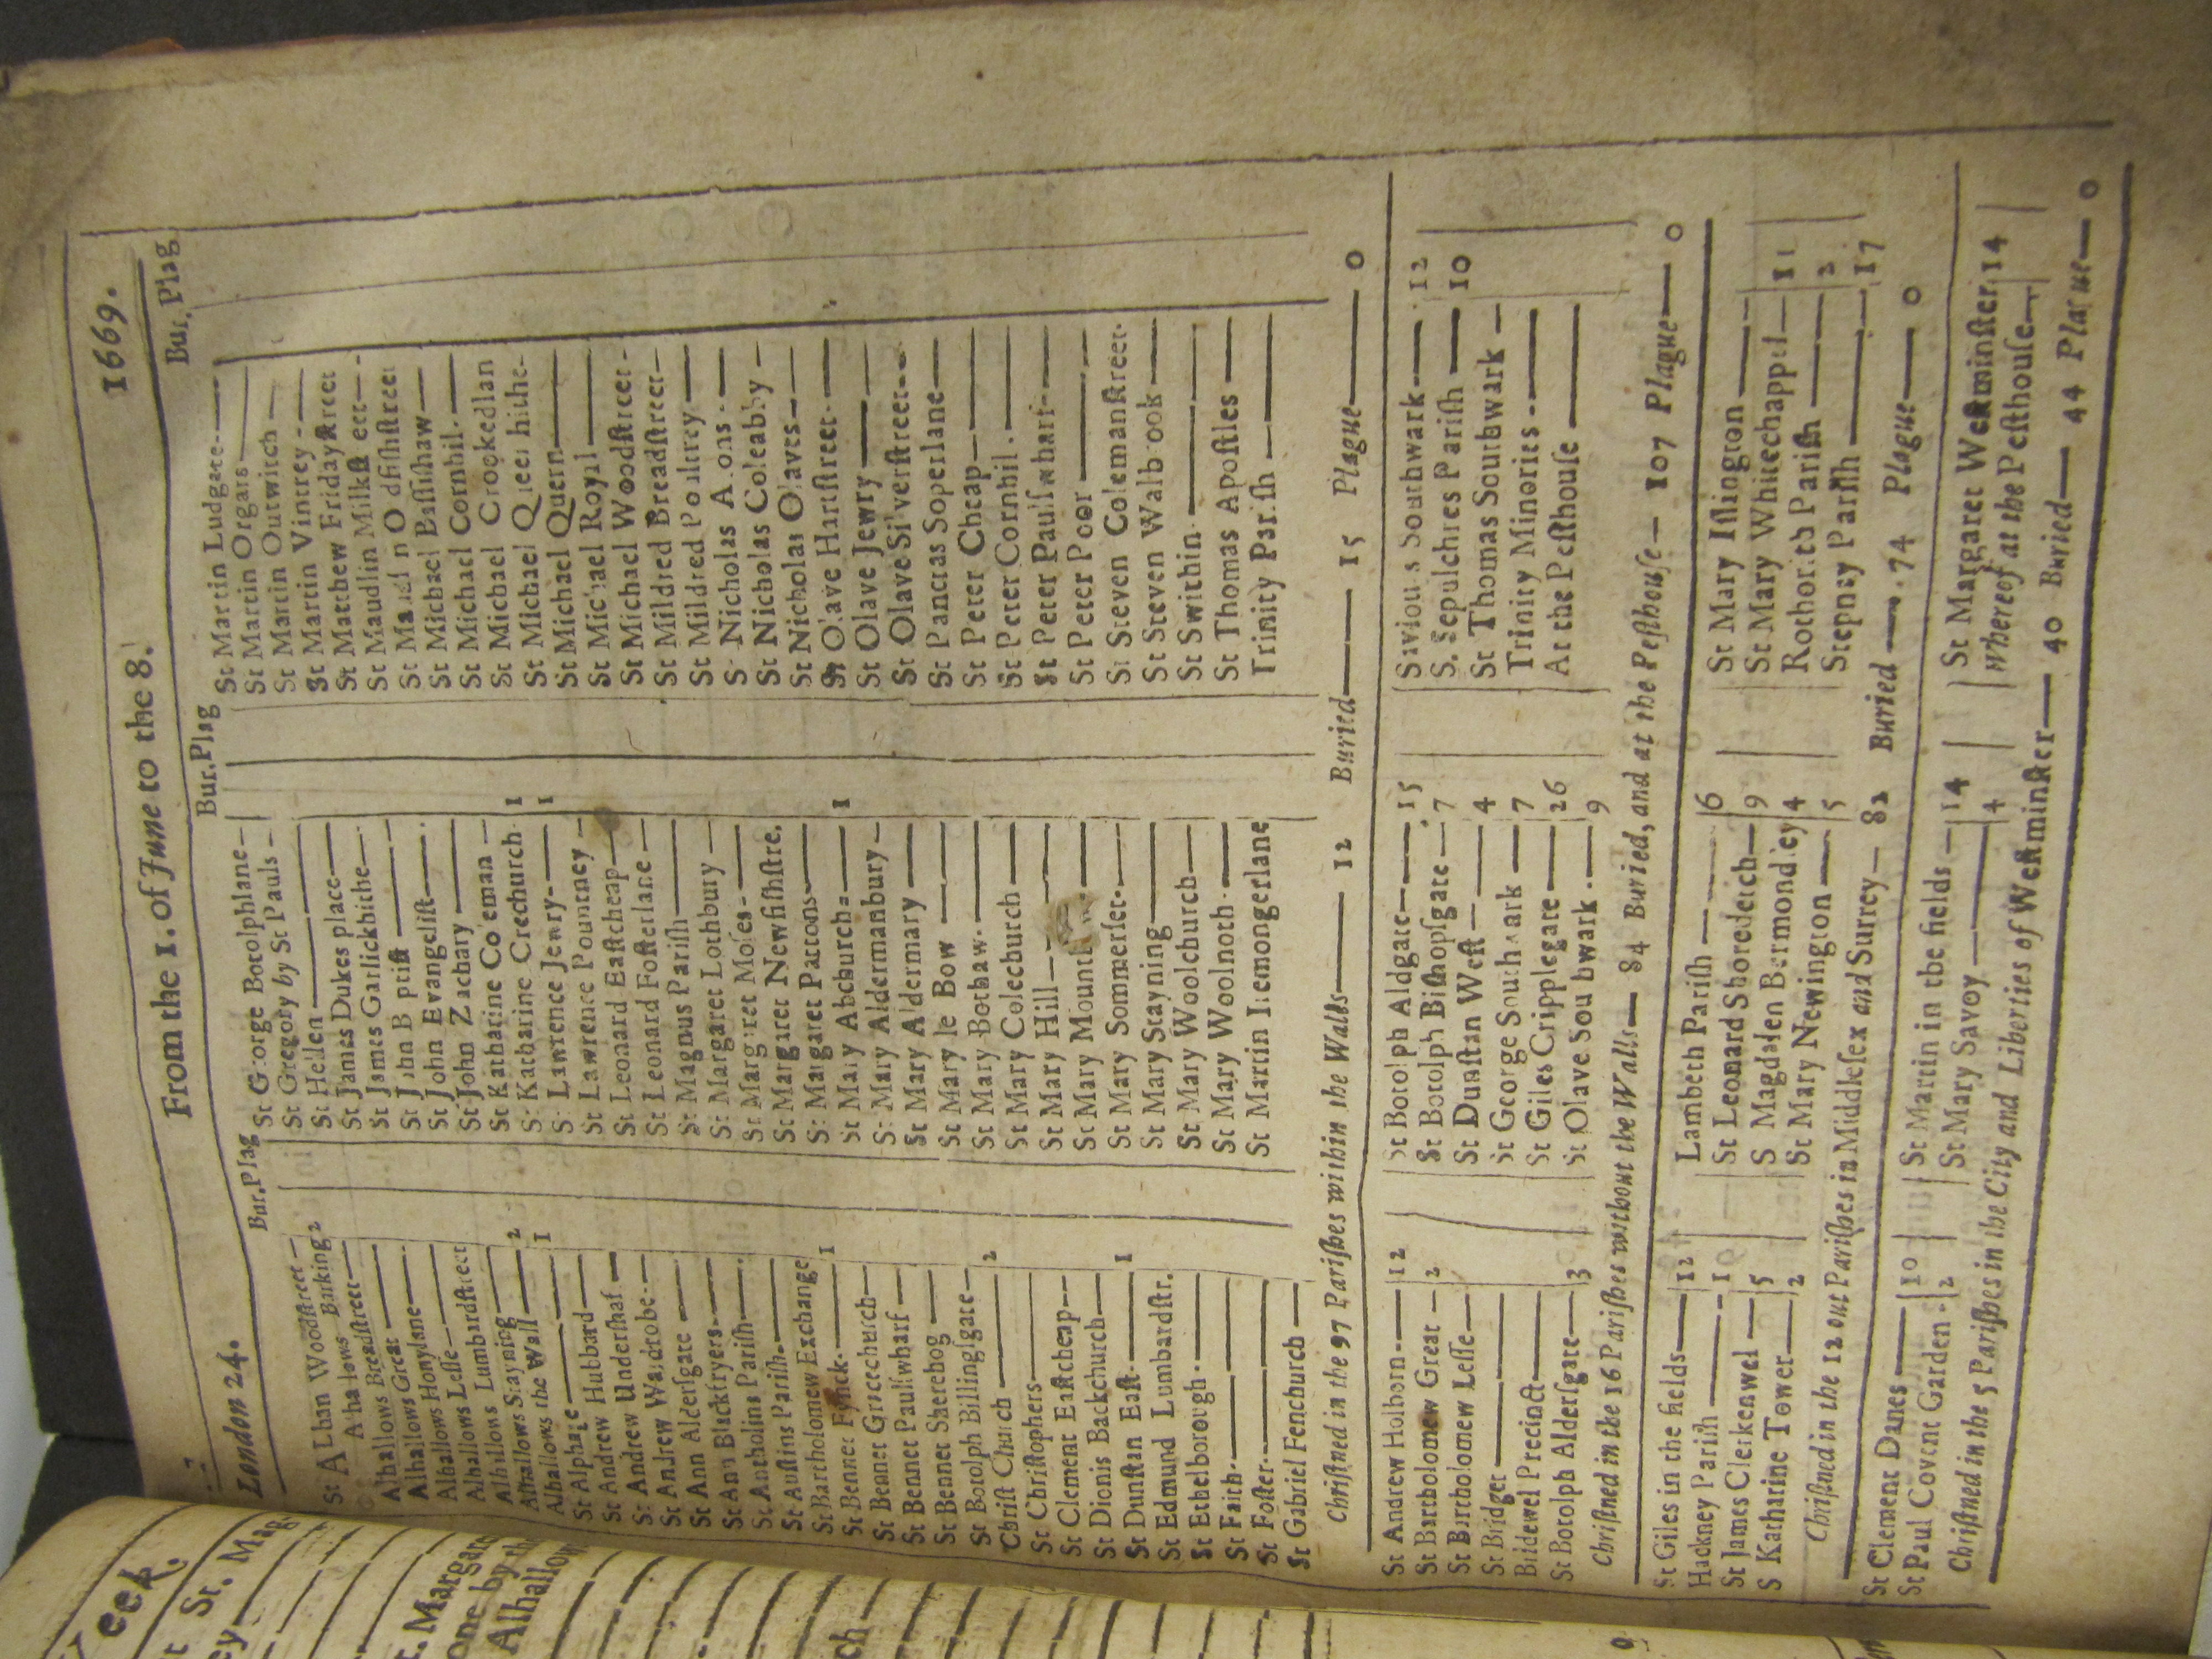 London 24. From the 1. of June to the 8. 1669.
Bur. Plag
Bur. Plag
Bur. Plag
St ALban Woodſtreet—
Alhallows Barking 2
Alhallows Breadſtreet—
Alhallows Great—
Alhallows Honylane—
Alhallows Leſſe—
Alhallows Lumbardſtreet
Alhallows Stayning— 2
Alhallows the Wall— 1
St Alphage—
St Andrew Hubbard—
St Andrew Underſhaf—
St Andrew Wardrobe—
St Ann Alderſgate—
St Ann Blackfryers—
St Antholins Pariſh—
St Auſtins Pariſh—
St Bartholomew Exchange
St Bennet Fynck— 1
St Bennet Gracechurch—
St Bennet Paulſwharf—
St Bennet Sherehog—
St Botolph Billingſgate—
Chriſt Church— 2
St Chriſtophers—
St Clement Eaſtcheap—
St Dionis Backchurch—
St Dunſtan Eaſt— 1
St Edmund Lumbardſtr.
St Ethelborough—
St Faith—
St Foſter—
St Gabriel Fenchurch—
St George Botolphlane—
St Gregory by St Pauls—
St Hellen—
St James Dukes place—
St James Garlickhithe—
St John Baptiſt—
St John Evangeliſt—
St John Zachary—
St Katharine Coleman—
St Katharine Crechurch 1
St Lawrence Jewry— 1
St Lawrence Pountney—
St Leonard Eaſtcheap—
St Leonard Foſterlane—
St Magnus Pariſh—
St Margaret Lothbury—
St Margaret Moſes—
St Margaret Newfiſhſtre.
St Margaret Pattons—
St Mary Abchurch— 1
St Mary Aldermanbury—
St Mary Aldermary—
St Mary le Bow—
St Mary Bothaw—
St Mary Colechurch—
St Mary Hill—
St Mary Mounth
St Mary Sommerſet—
St Mary Stayning—
St Mary Woolchurch—
St Mary Woolnoth—
St Martin Iremongerlane
St Martin Ludgate—
St Martin Orgars—
St Martin Outwitch—
St Martin Vintrey—
St Matthew Fridayſtreet
St Maudlin Milkſtreet—
St Maudlin Oldfiſhſtreet
St Michael Baſſiſhaw—
St Michael Cornhil—
St Michael Crookedlan
St Michael Queenhithe—
St Michael Quern—
St Michael Royal—
St Michael Woodſtreet—
St Mildred Breadſtreet—
St Mildred Poultrey—
St Nicholas Acons—
St Nicholas Coleabby—
St Nicholas Olaves—
St Olave Hartſtreet—
St Olave Jewry—
St Olave Silverſtreet—
St Pancras Soperlane—
St Peter Cheap—
St Peter Cornhil—
St Peter Paulſwharf—
St Peter Poor—
St Steven Colemanſtreet
St Steven Walbrook—
St Swithin—
St Thomas Apoſtles—
Trinity Pariſh—
Chriſtned in the 97 Pariſhes within the Walls— 12 Buried— 15 Plague— 0
St Andrew Holborn— 12
St Bartholomew Great— 2
St Bartholomew Leſſe—
St Bridget—
Bridewel Precinct—
St Botolph Alderſgate— 3
St Botolph Aldgate— 15
St Botolph Biſhopſgate— 7
St Dunſtan Weſt— 4
St George Southwark— 7
St Giles Cripplegate— 26
St Olave Southwark— 9
Saviours Southwark— 12
S. Sepulchres Pariſh— 10
St Thomas Southwark—
Trinity Minories—
At the Peſthouſe—
Chriſtned in the 16 Pariſhes without the Walls— 84 Buried, and at the Peſthouſe— 107 Plague— 0
St Giles in the fields— 12
Hackney Pariſh— 1
St James Clerkenwel— 5
S Katharine Tower— 2
Lambeth Pariſh— 6
St Leonard Shoreditch— 9
S Magdalen Bermondſey 4
St Mary Newington— 5
St Mary Iſlington—
St Mary Whitechappel— 11
Rothorith Pariſh— 2
Stepney Pariſh— 17
Chriſtned in the 12 out Pariſhes in Middleſex and Surrey— 82 Buried— 74 Plague— 0
St Clement Danes— 10
St Paul Covent Garden— 2
St Martin in the fields— 14
St Mary Savoy— 4
St Margaret Weſtminſter 14
Whereof at the Peſthouſe—
Chriſtned in the 5 Pariſhes in the City and Liberties of Weſtminſter— 40 Buried— 44 Plague— 0
eek.
St. Mag
r. Margare
one by th
Alhallow